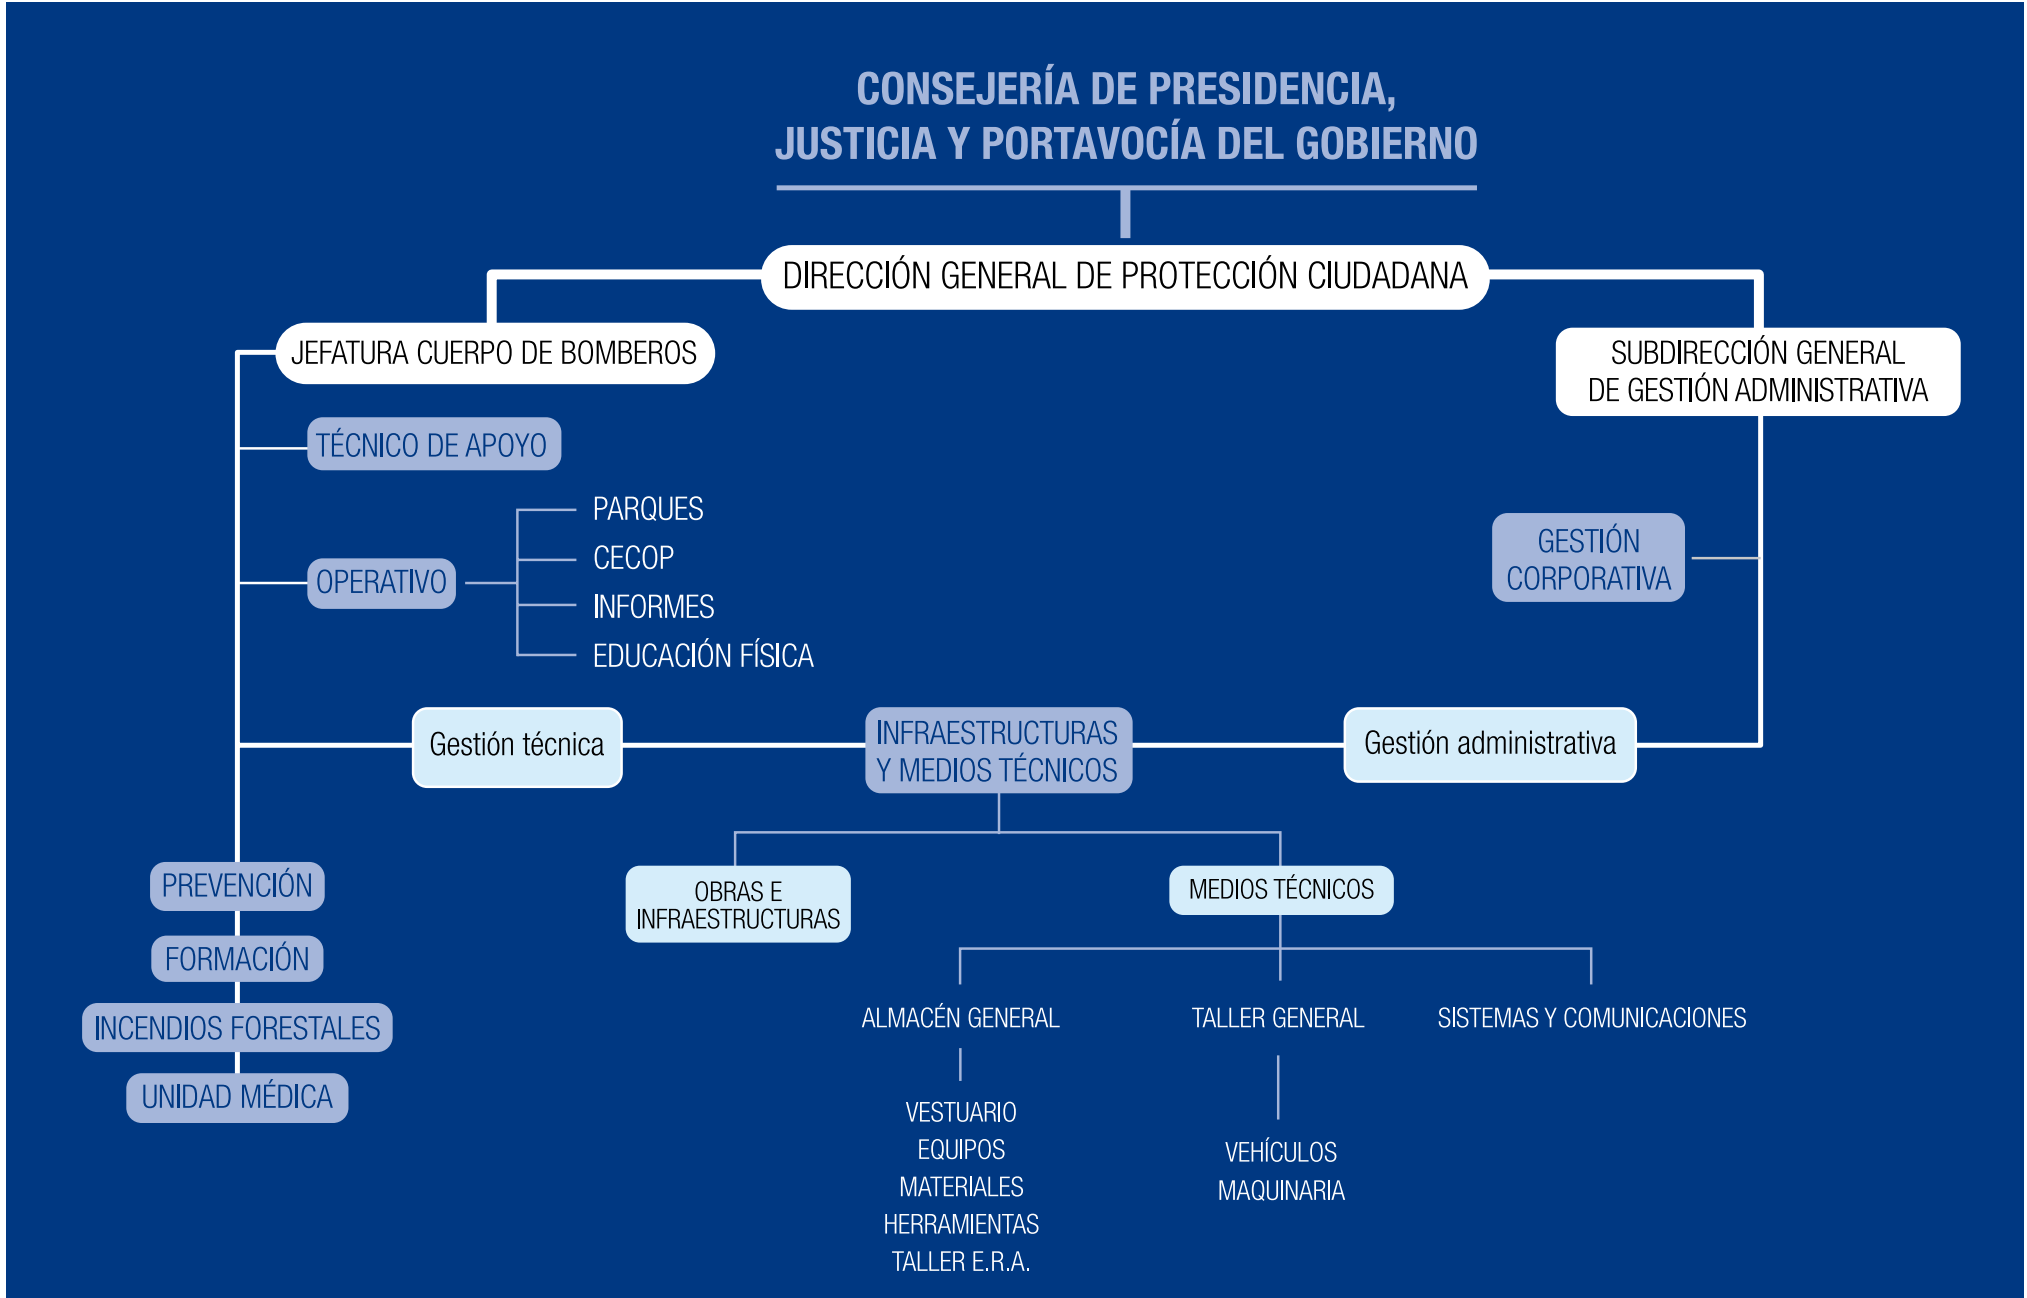 CONSEJERÍA DE PRESIDENCIA,
JUSTICIA Y PORTAVOCÍA DEL GOBIERNO
DIRECCIÓN GENERAL DE PROTECCIÓN CIUDADANA
JEFATURA CUERPO DE BOMBEROS
SUBDIRECCIÓN GENERAL
DE GESTIÓN ADMINISTRATIVA
TÉCNICO DE APOYO
OPERATIVO
PARQUES
CECOP
INFORMES
EDUCACIÓN FÍSICA
GESTIÓN
CORPORATIVA
Gestión técnica
INFRAESTRUCTURAS
Y MEDIOS TÉCNICOS
Gestión administrativa
PREVENCIÓN
FORMACIÓN
INCENDIOS FORESTALES
UNIDAD MÉDICA
OBRAS E
INFRAESTRUCTURAS
MEDIOS TÉCNICOS
ALMACÉN GENERAL
TALLER GENERAL
SISTEMAS Y COMUNICACIONES
VESTUARIO
EQUIPOS
MATERIALES
HERRAMIENTAS
TALLER E.R.A.
VEHÍCULOS
MAQUINARIA